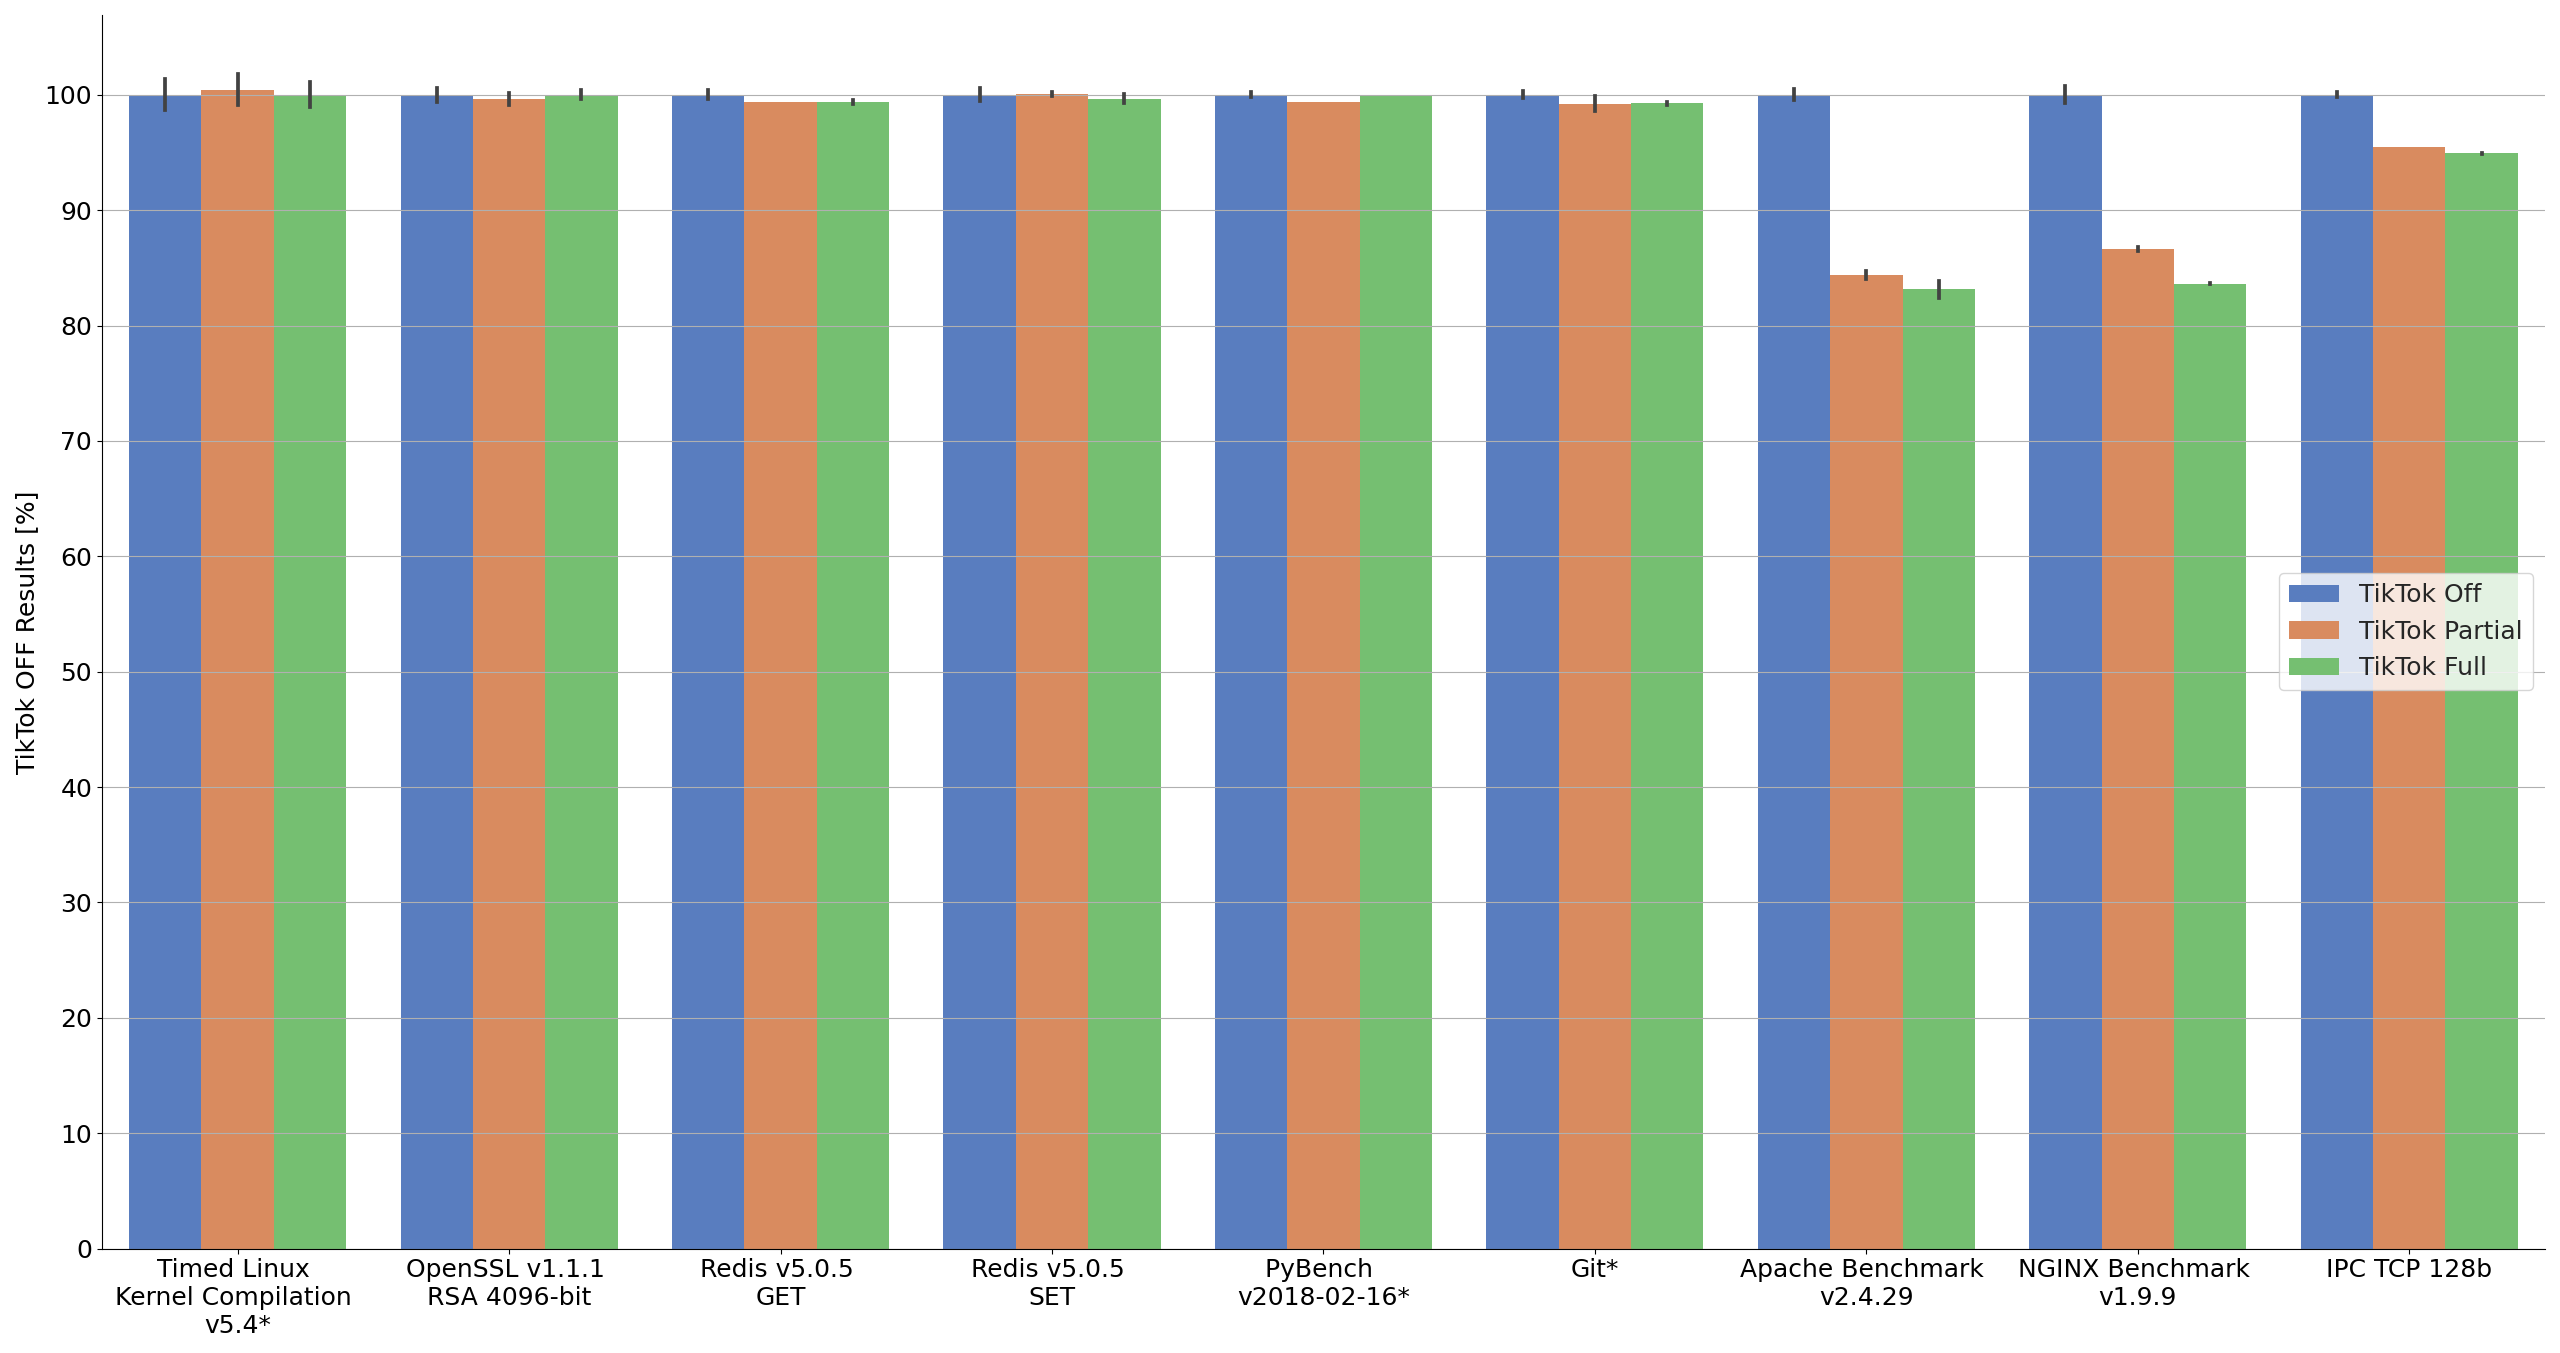 TikTok OFF Results [%]
100
90
80
70
60
50
40
30
20
10
0
TikTok Off
TikTok Partial
TikTok Full
Timed Linux
Kernel Compilation
v5.4*
OpenSSL v1.1.1
RSA 4096-bit
Redis v5.0.5
GET
Redis v5.0.5
SET
PyBench
v2018-02-16*
Git*
Apache Benchmark
v2.4.29
NGINX Benchmark
v1.9.9
IPC TCP 128b